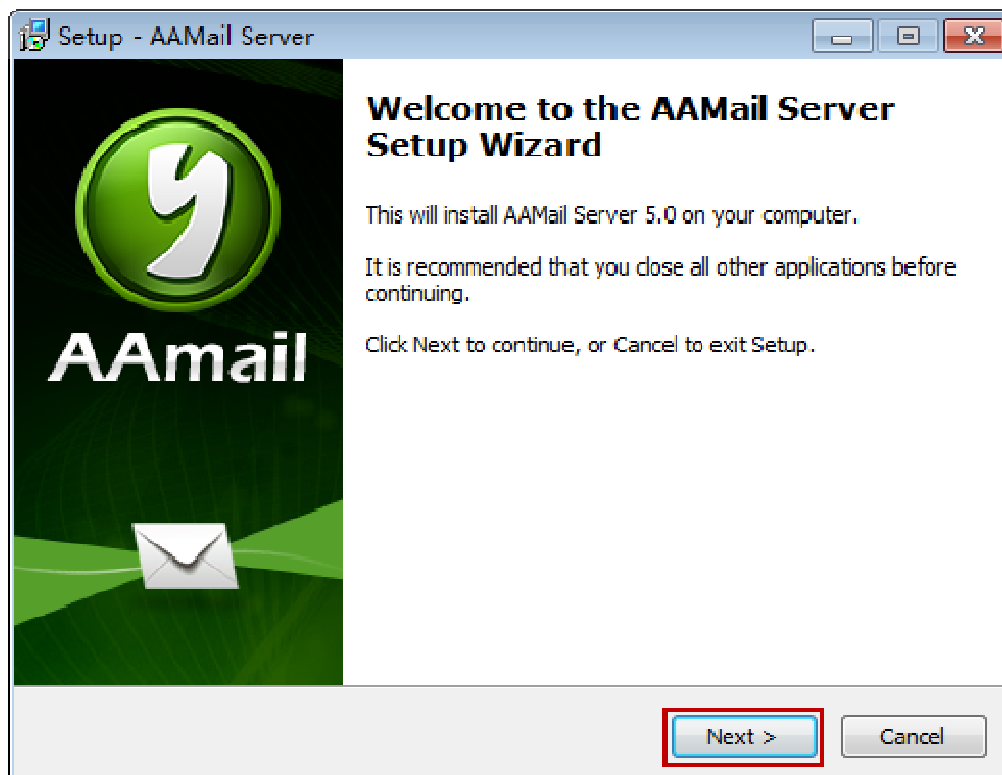 Setup - AAMail Server
Welcome to the AAMail Server
Setup Wizard
This will install AAMail Server 5.0 on your computer.
It is recommended that you close all other applications before
continuing.
Click Next to continue, or Cancel to exit Setup.
AAmail
Next >
Cancel